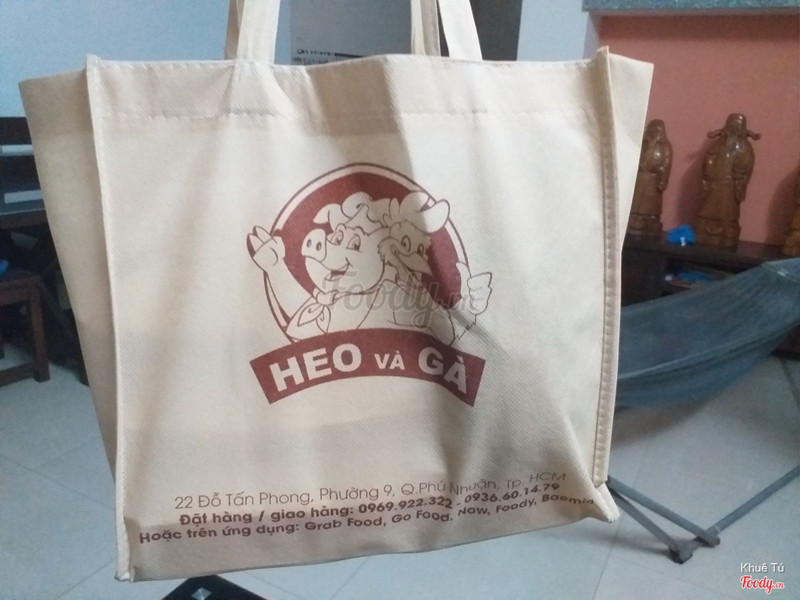 Foody.vn
HEO VÀ GÀ
22 Đỗ Tấn Phong, Phường 9, Q.Phú Nhuận, Tp. HCM
Đặt hàng / giao hàng: 0969.922.322 - 0936.60.14.79
Hoặc trên ứng dụng: Grab Food, Go Food, Now, Foody, Baemin
Khuê Tú
Foody.vn